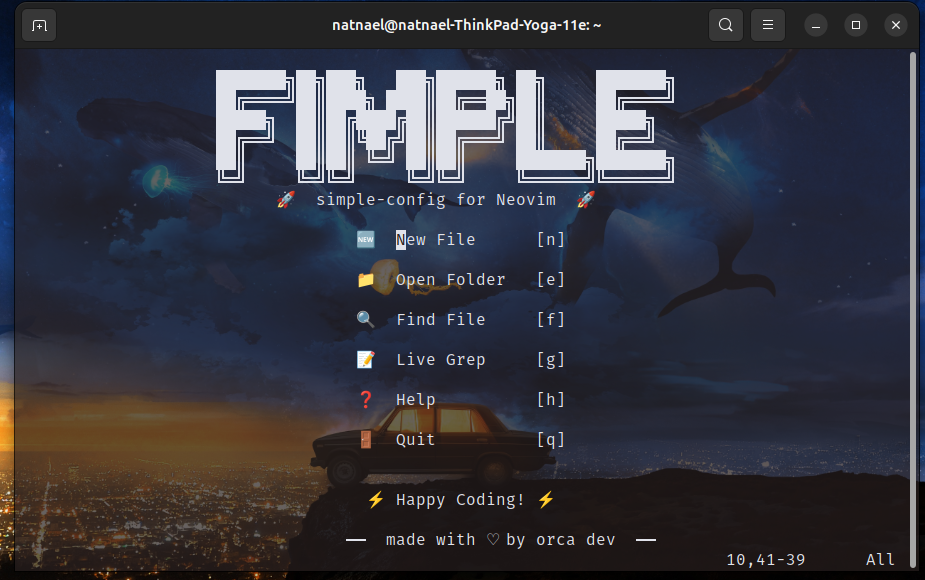 natnael@natnael-ThinkPad-Yoga-11e: ~
FIMPLE
🚀 simple-config for Neovim 🚀
🆕 New File [n]
📁 Open Folder [e]
🔍 Find File [f]
📝 Live Grep [g]
❓ Help [h]
🚪 Quit [q]
⚡ Happy Coding! ⚡
── made with ♡ by orca dev ──
10,41-39 All